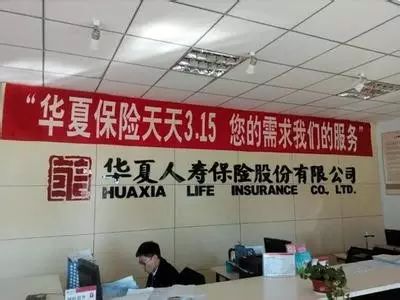 “华夏保险天天3.15 您的需求我们的服务”
华夏人寿保险股份有限公司
HUAXIA LIFE INSURANCE CO., LTD.